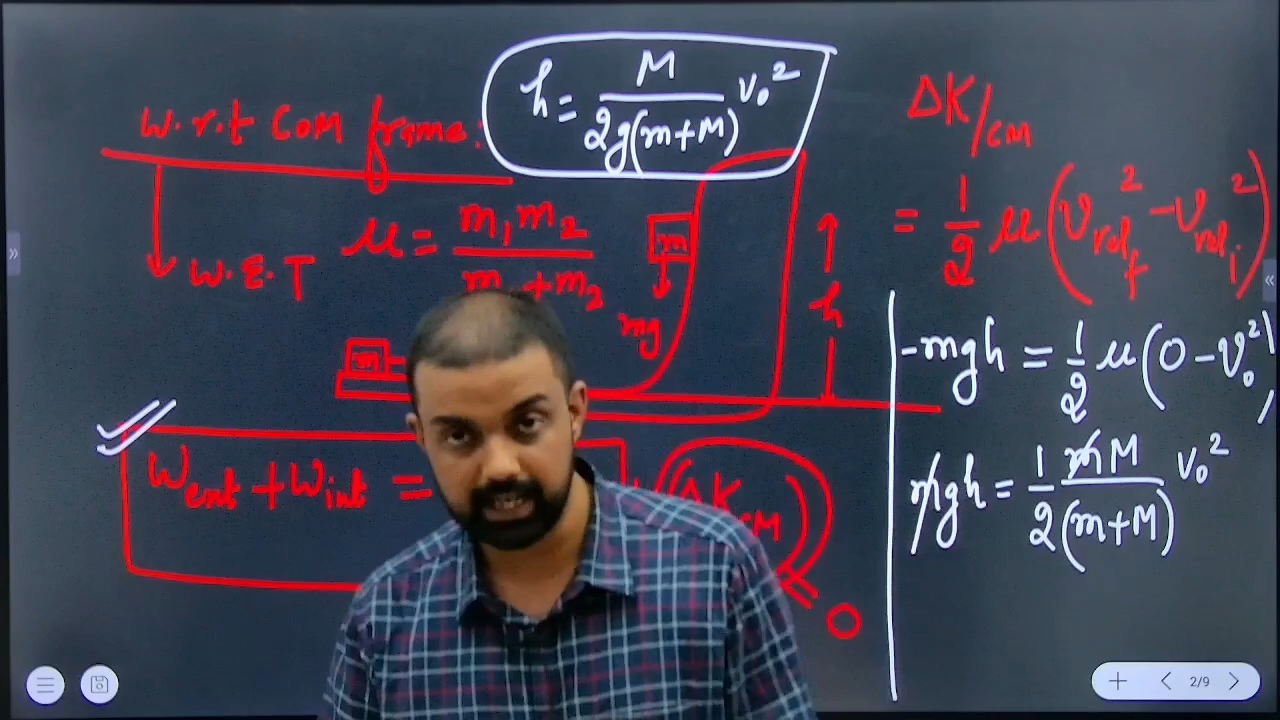 h = M / 2g(m+M) v₀²
w.r.t COM frame:
ΔK/CM
= 1/2 μ (v_rel_f² - v_rel_i²)
μ = m₁m₂ / m₁+m₂
W.E.T
m
mg
h
m
-mgh = 1/2 μ (0 - v₀²)
W_ext + W_int =
ΔK
mgh = 1/2 mM / (m+M) v₀²
0
2/9